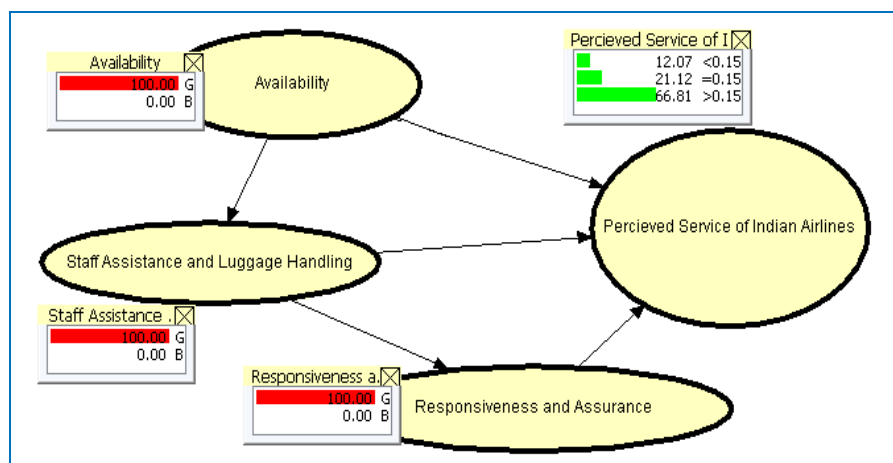 Availability
100.00 G
0.00 B
Availability
Percieved Service of I
12.07 <0.15
21.12 =0.15
66.81 >0.15
Percieved Service of Indian Airlines
Staff Assistance and Luggage Handling
Staff Assistance .
100.00 G
0.00 B
Responsiveness a.
100.00 G
0.00 B
Responsiveness and Assurance